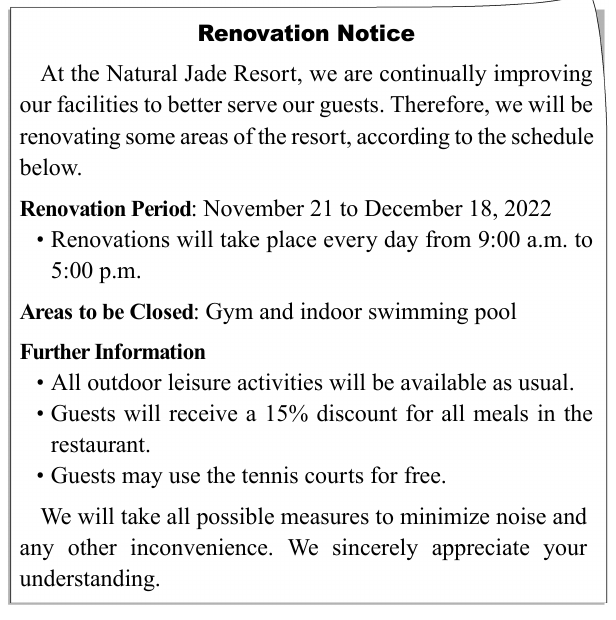 Renovation Notice
At the Natural Jade Resort, we are continually improving
our facilities to better serve our guests. Therefore, we will be
renovating some areas of the resort, according to the schedule
below.
Renovation Period: November 21 to December 18, 2022
• Renovations will take place every day from 9:00 a.m. to
5:00 p.m.
Areas to be Closed: Gym and indoor swimming pool
Further Information
• All outdoor leisure activities will be available as usual.
• Guests will receive a 15% discount for all meals in the
restaurant.
• Guests may use the tennis courts for free.
We will take all possible measures to minimize noise and
any other inconvenience. We sincerely appreciate your
understanding.